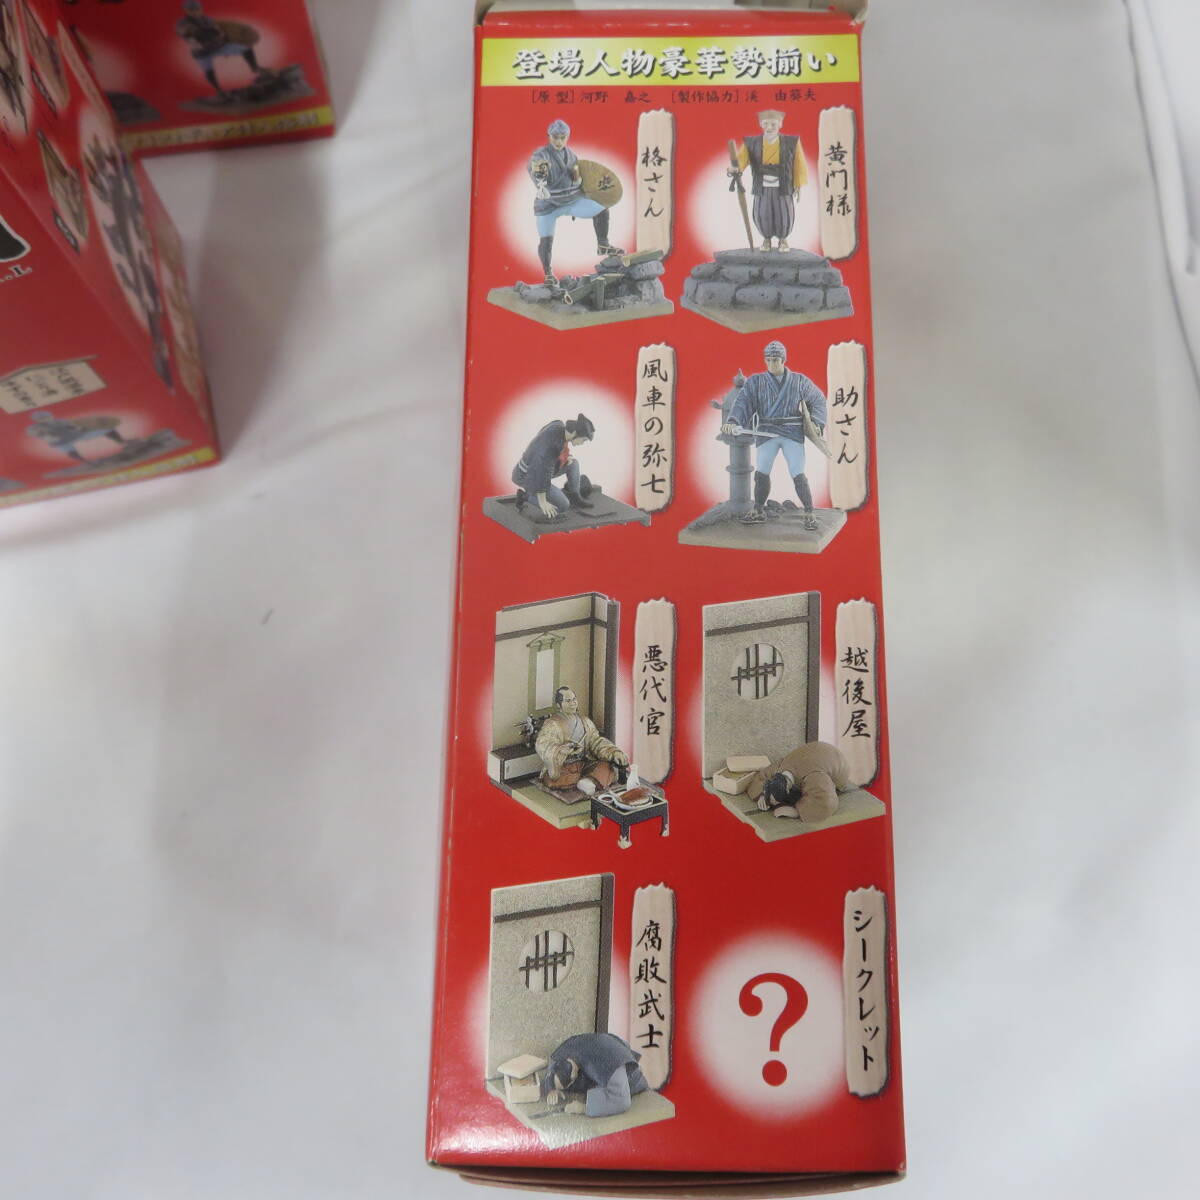 登場人物豪華勢揃い
［原 型］河野 嘉之 ［製作協力］渓 由葵夫
格さん
黄門様
風車の弥七
助さん
悪代官
越後屋
腐敗武士
シークレット
?